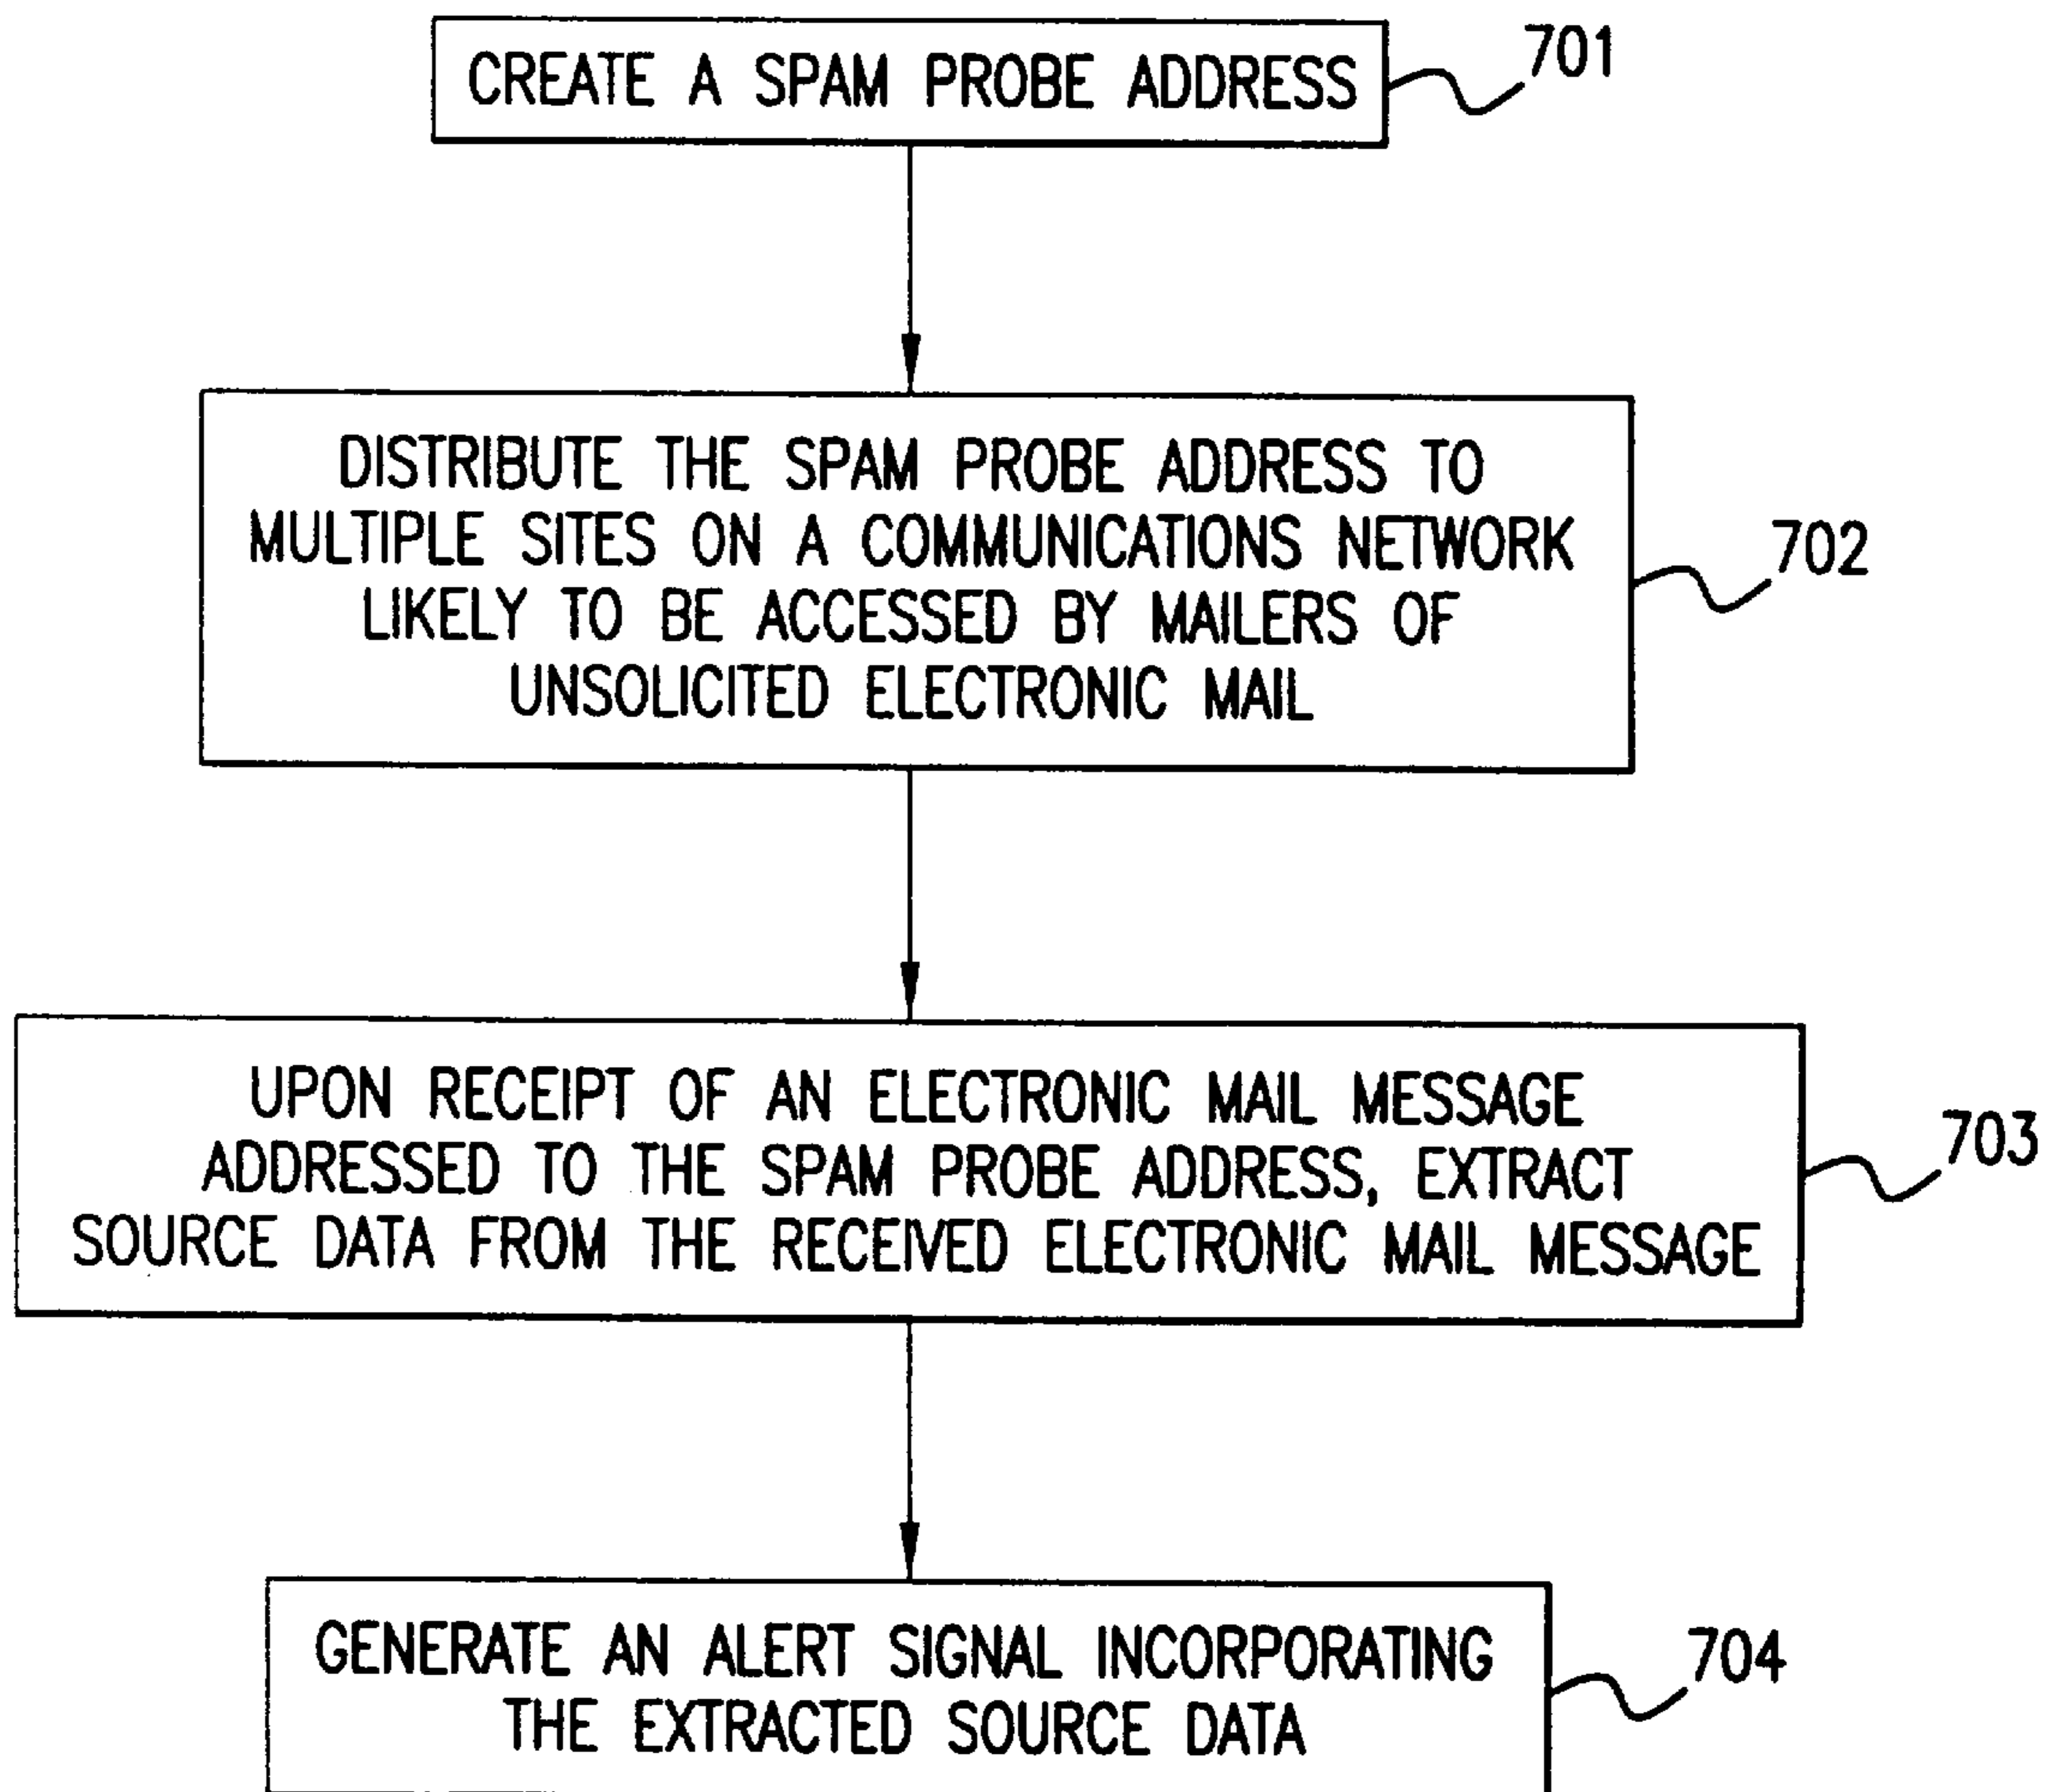 CREATE A SPAM PROBE ADDRESS
701
DISTRIBUTE THE SPAM PROBE ADDRESS TO
MULTIPLE SITES ON A COMMUNICATIONS NETWORK
LIKELY TO BE ACCESSED BY MAILERS OF
UNSOLICITED ELECTRONIC MAIL
702
UPON RECEIPT OF AN ELECTRONIC MAIL MESSAGE
ADDRESSED TO THE SPAM PROBE ADDRESS, EXTRACT
SOURCE DATA FROM THE RECEIVED ELECTRONIC MAIL MESSAGE
703
GENERATE AN ALERT SIGNAL INCORPORATING
THE EXTRACTED SOURCE DATA
704